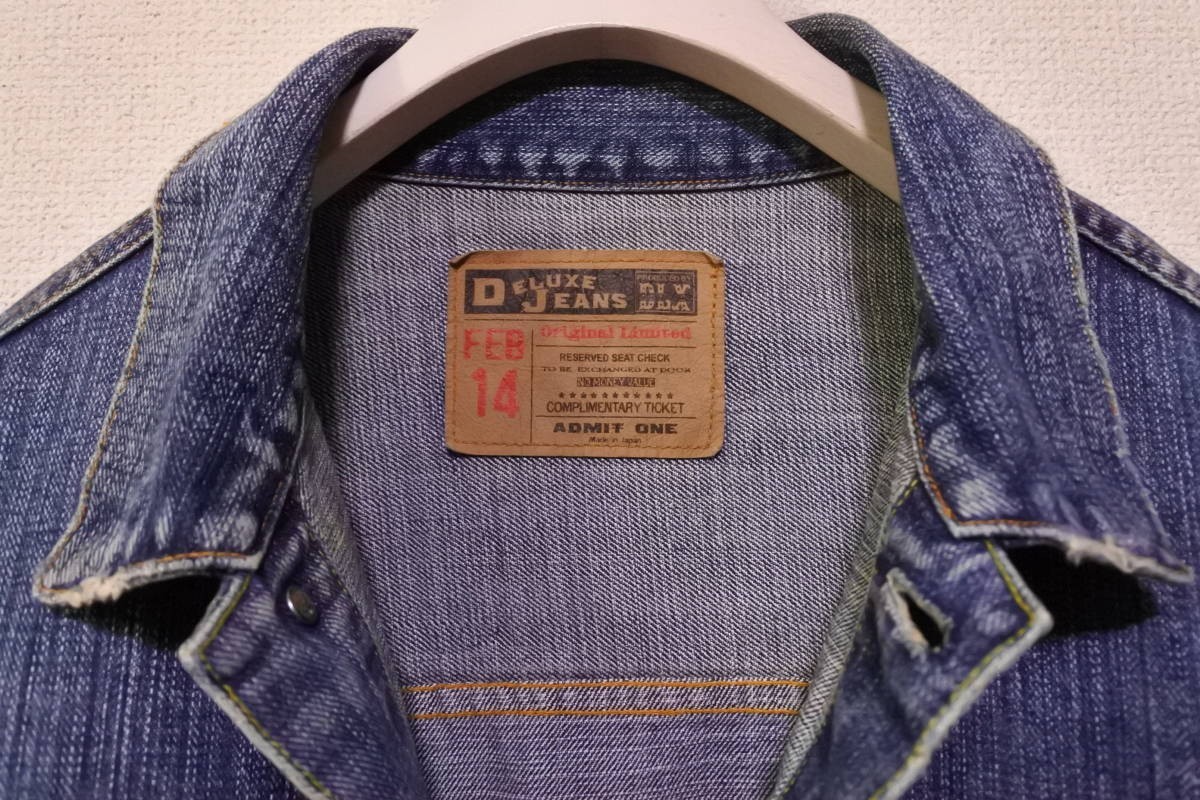 DELUXE
JEANS
PRODUCED BY
DLX
FEB
14
Original Limited
RESERVED SEAT CHECK
TO BE EXCHANGED AT DOOR
NO MONEY VALUE
COMPLIMENTARY TICKET
ADMIT ONE
Made in Japan